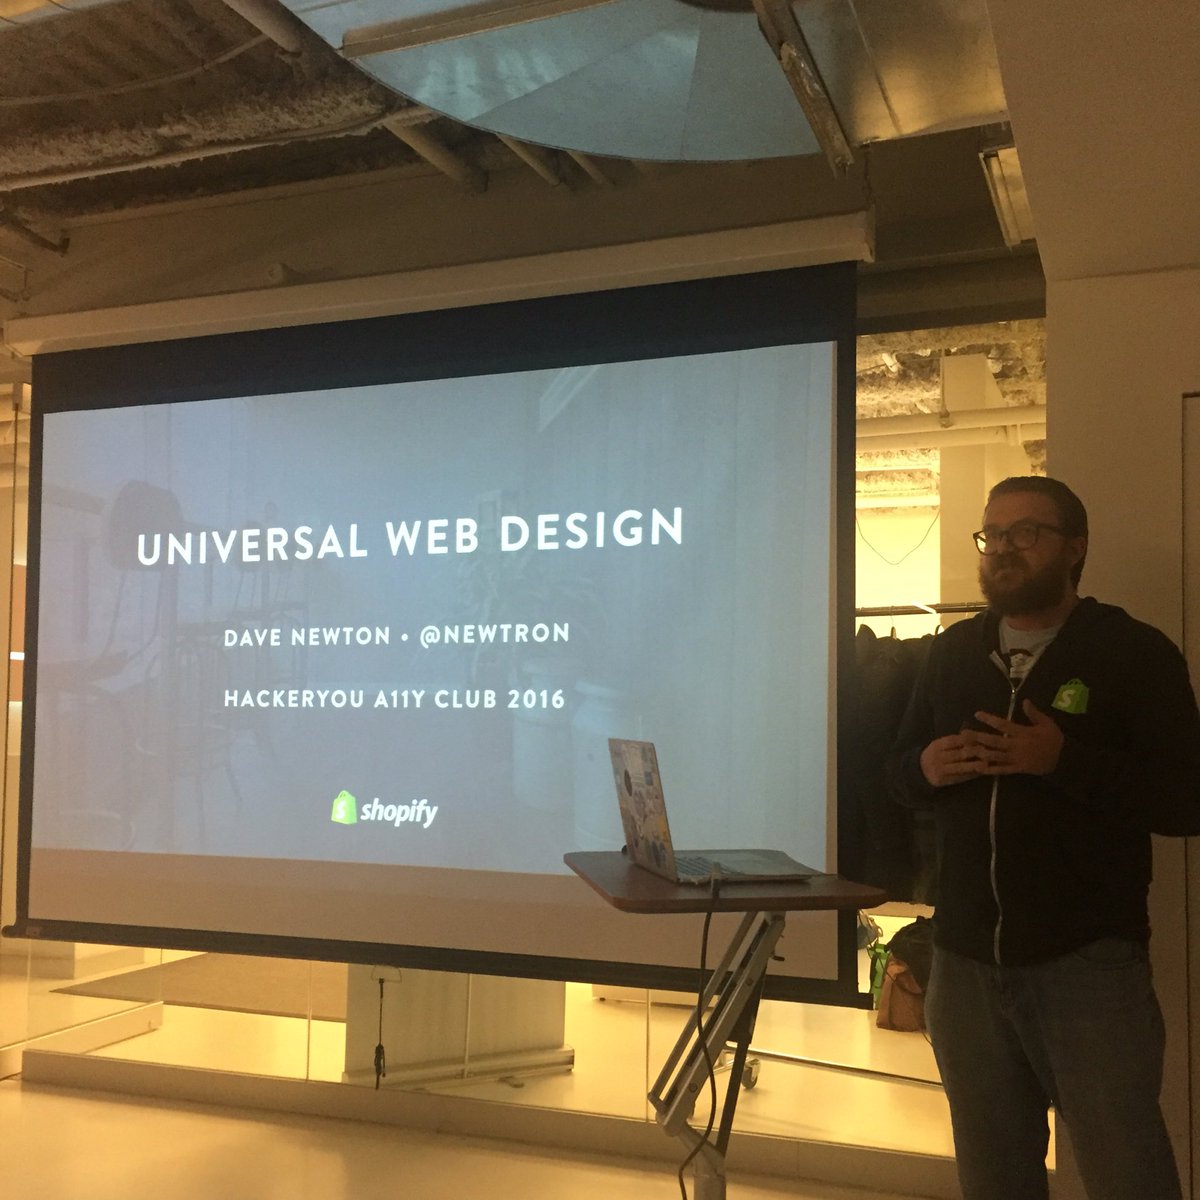 UNIVERSAL WEB DESIGN
DAVE NEWTON • @NEWTRON
HACKERYOU A11Y CLUB 2016
S shopify
S